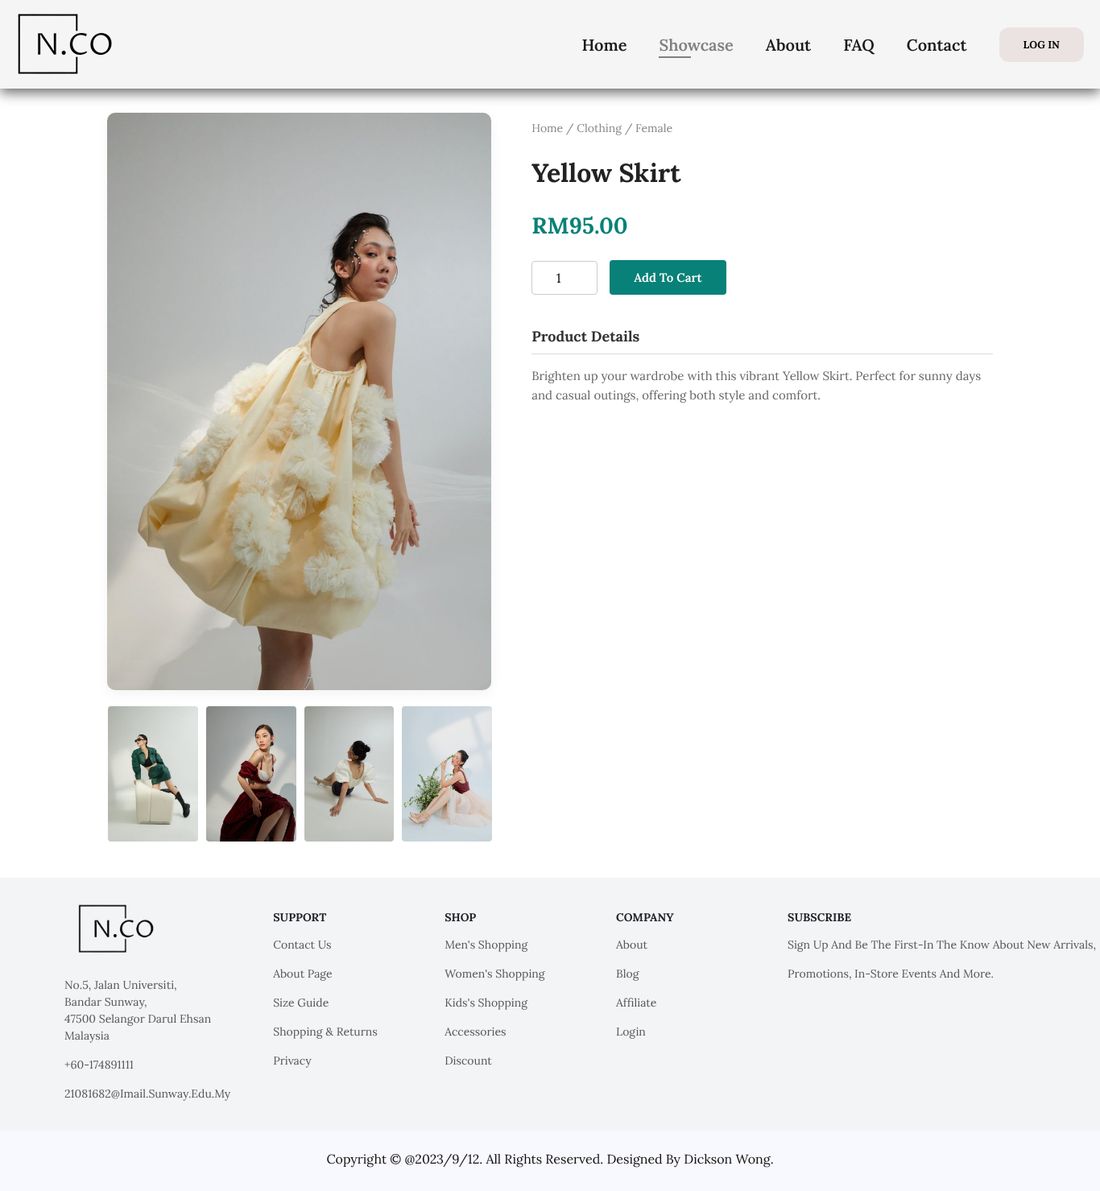 N.CO
Home
Showcase
About
FAQ
Contact
LOG IN
Home / Clothing / Female
Yellow Skirt
RM95.00
1
Add To Cart
Product Details
Brighten up your wardrobe with this vibrant Yellow Skirt. Perfect for sunny days
and casual outings, offering both style and comfort.
N.CO
No.5, Jalan Universiti,
Bandar Sunway,
47500 Selangor Darul Ehsan
Malaysia
+60-174891111
21081682@Imail.Sunway.Edu.My
SUPPORT
Contact Us
About Page
Size Guide
Shopping & Returns
Privacy
SHOP
Men's Shopping
Women's Shopping
Kid's Shopping
Accessories
Discount
COMPANY
About
Blog
Affiliate
Login
SUBSCRIBE
Sign Up And Be The First-In The Know About New Arrivals,
Promotions, In-Store Events And More.
Copyright © @2023/9/12. All Rights Reserved. Designed By Dickson Wong.